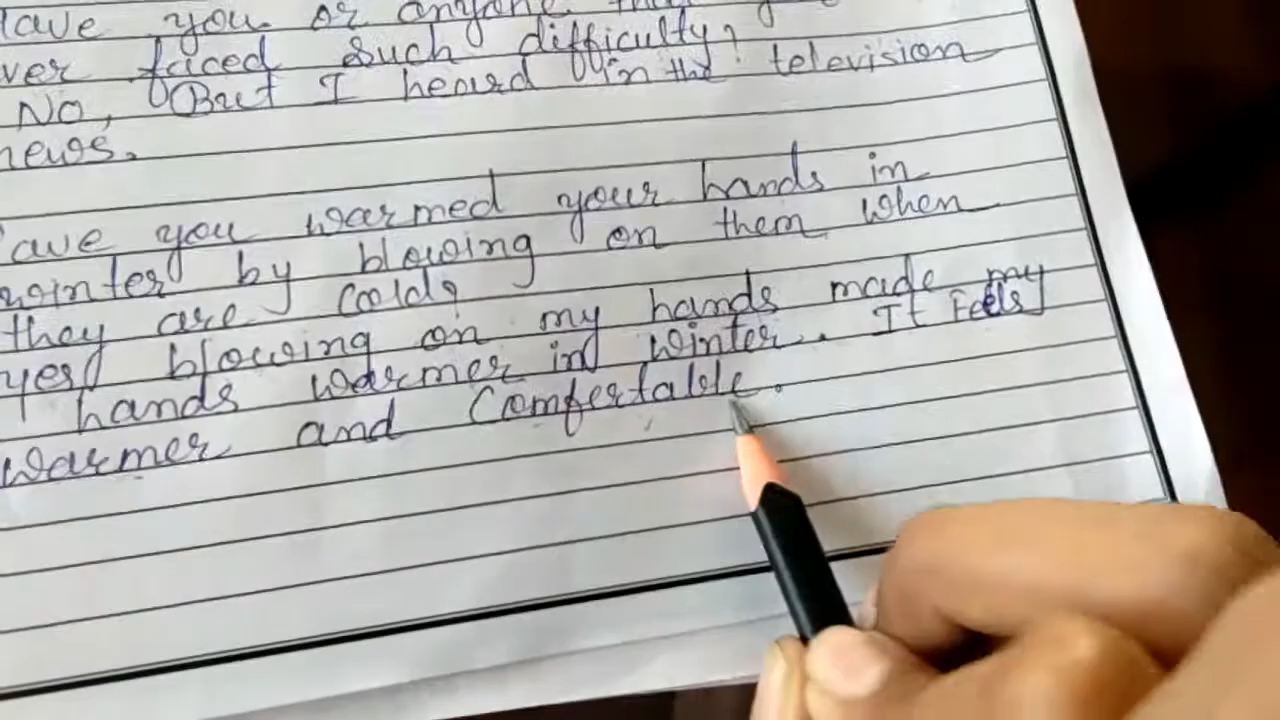 you or anyone
ver faced such difficulty?
No, But I heard in the television
news.
ave you warmed your hands in
winter by blowing on them when
they are cold?
yes blowing on my hands made my
hands warmer in winter. It Feels
warmer and Comfertable.